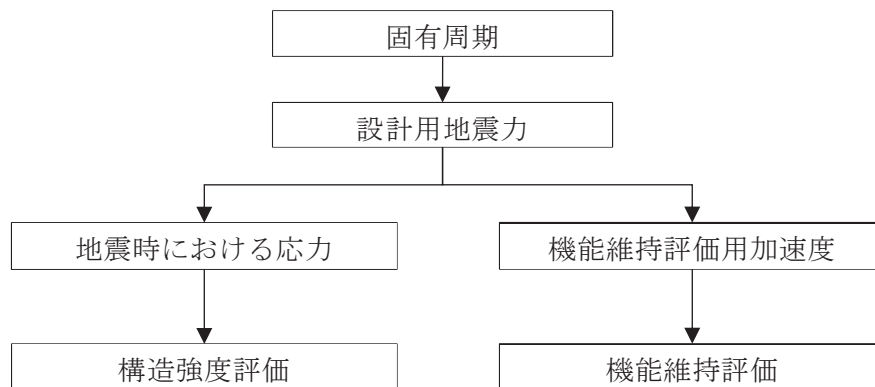 固有周期
設計用地震力
地震時における応力
機能維持評価用加速度
構造強度評価
機能維持評価